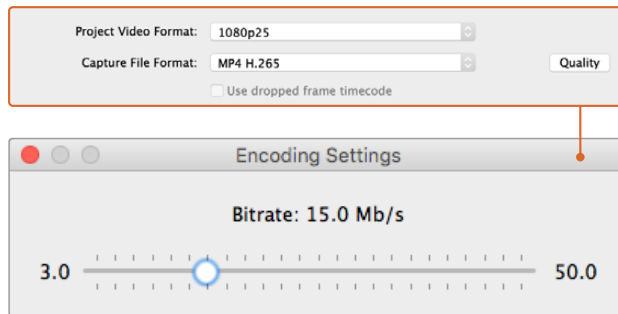 Project Video Format: 1080p25
Capture File Format: MP4 H.265 Quality
Use dropped frame timecode
Encoding Settings
Bitrate: 15.0 Mb/s
3.0 50.0